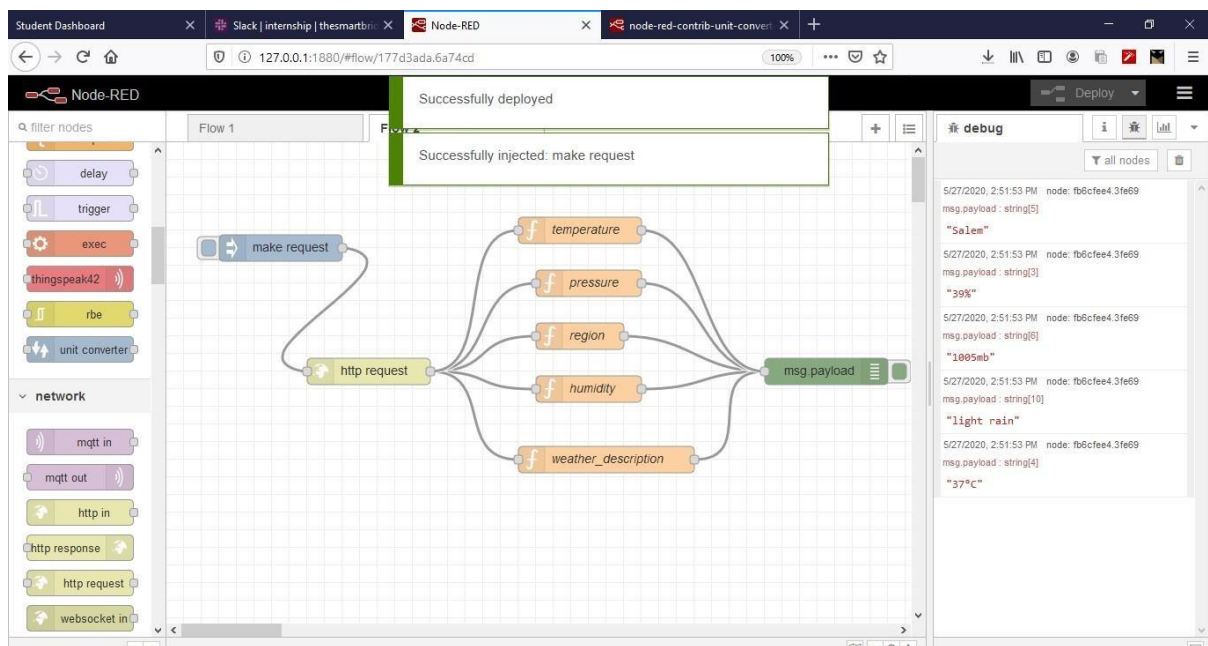 Student Dashboard
Slack | internship | thesmartbric
Node-RED
node-red-contrib-unit-convert
127.0.0.1:1880/#flow/177d3ada.6a74cd
100%
Node-RED
Successfully deployed
Deploy
filter nodes
Flow 1
Flow 2
Successfully injected: make request
debug
i
all nodes
delay
trigger
exec
thingspeak42
rbe
unit converter
network
mqtt in
mqtt out
http in
http response
http request
websocket in
make request
http request
f temperature
f pressure
f region
f humidity
f weather_description
msg.payload
5/27/2020, 2:51:53 PM node: fb6cfee4.3fe69
msg.payload : string[5]
"Salem"
5/27/2020, 2:51:53 PM node: fb6cfee4.3fe69
msg.payload : string[3]
"39%"
5/27/2020, 2:51:53 PM node: fb6cfee4.3fe69
msg.payload : string[6]
"1005mb"
5/27/2020, 2:51:53 PM node: fb6cfee4.3fe69
msg.payload : string[10]
"light rain"
5/27/2020, 2:51:53 PM node: fb6cfee4.3fe69
msg.payload : string[4]
"37°C"